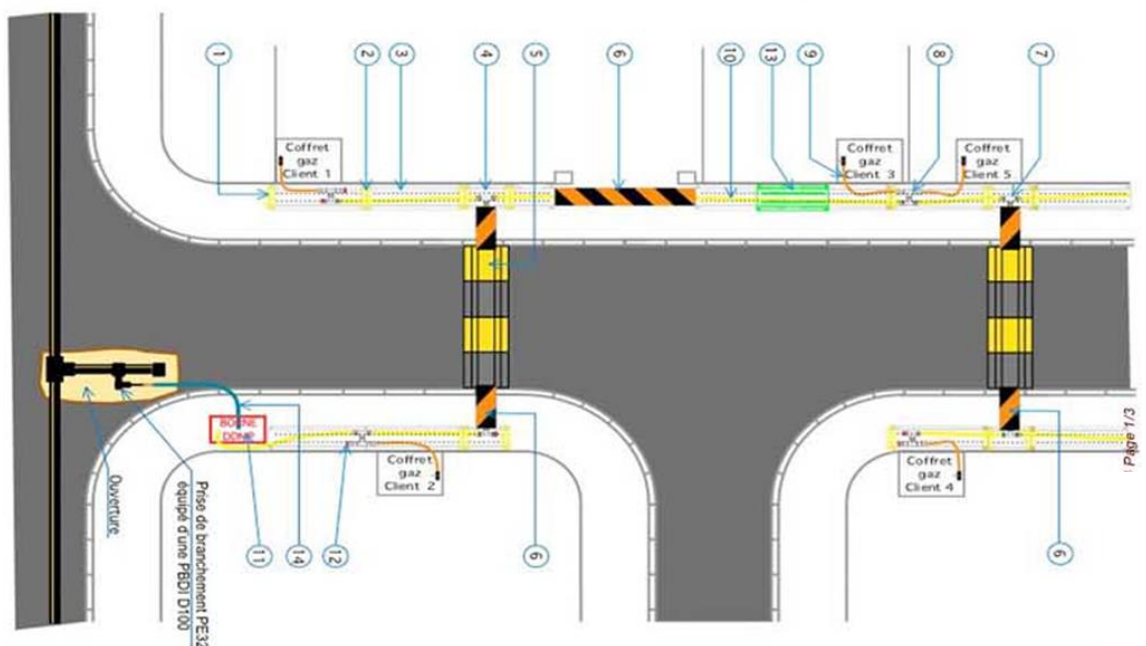 1
2
3
4
5
6
10
13
9
8
7
Coffret
gaz
Client 1
Coffret
gaz
Client 3
Coffret
gaz
Client 5
Page 1/3
BORNE
DDMP
Coffret
gaz
Client 2
Coffret
gaz
Client 4
Ouverture
Prise de branchement PE32
équipé d'une PBDI D100
11
14
12
6
6